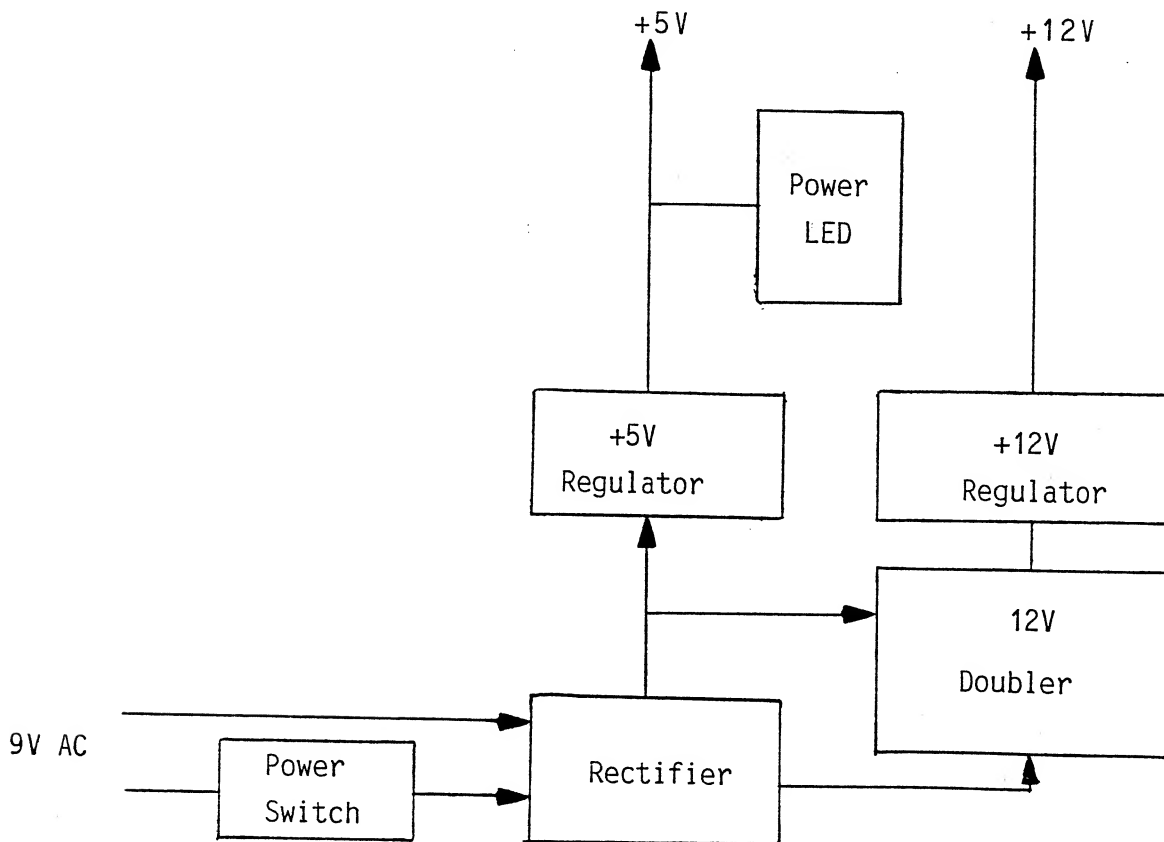 +5V
+12V
Power
LED
+5V
Regulator
+12V
Regulator
12V
Doubler
9V AC
Power
Switch
Rectifier